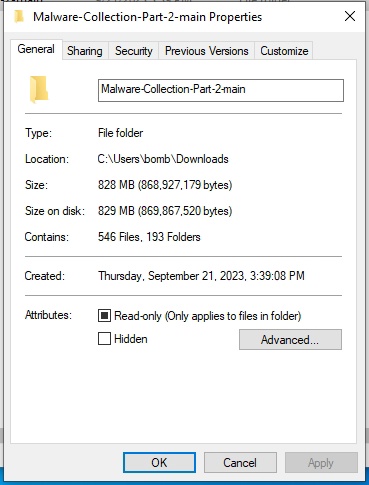 Malware-Collection-Part-2-main Properties
General Sharing Security Previous Versions Customize
Malware-Collection-Part-2-main
Type: File folder
Location: C:\Users\bomb\Downloads
Size: 828 MB (868,927,179 bytes)
Size on disk: 829 MB (869,867,520 bytes)
Contains: 546 Files, 193 Folders
Created: Thursday, September 21, 2023, 3:39:08 PM
Attributes: Read-only (Only applies to files in folder)
Hidden Advanced...
OK Cancel Apply